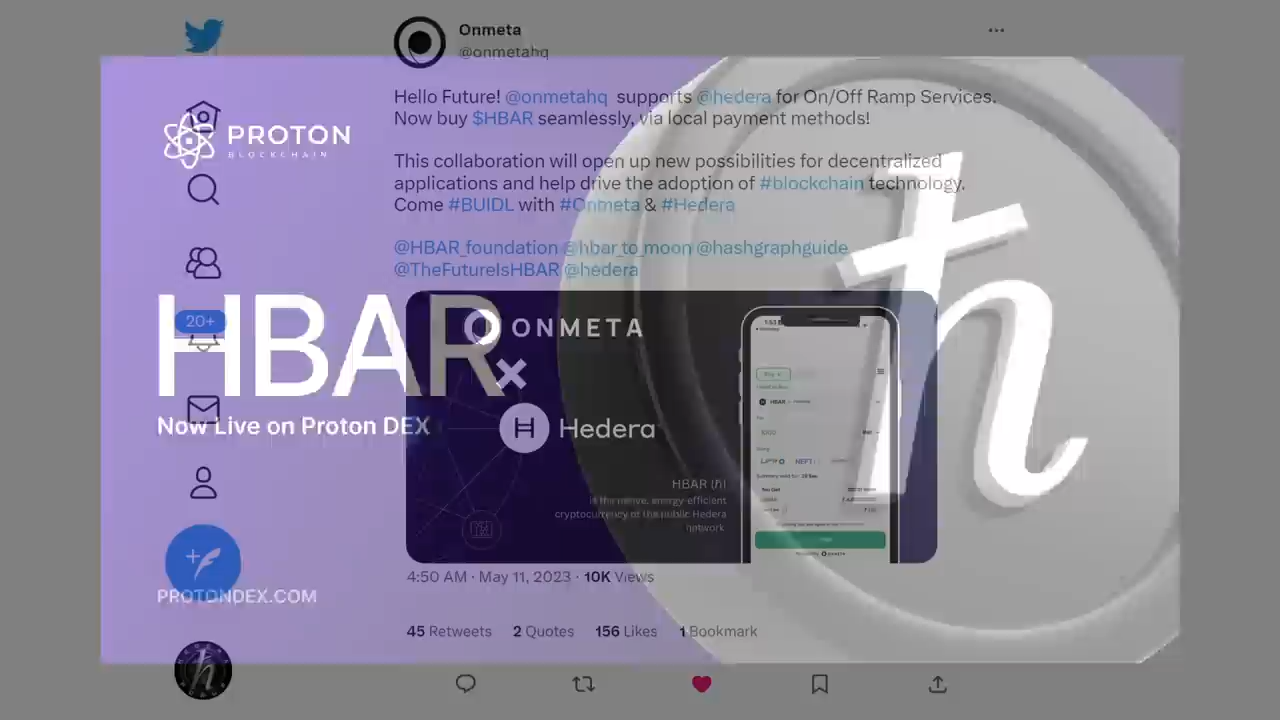 Onmeta
@onmetahq
Hello Future! @onmetahq supports @hedera for On/Off Ramp Services.
Now buy $HBAR seamlessly, via local payment methods!
This collaboration will open up new possibilities for decentralized
applications and help drive the adoption of #blockchain technology.
Come #BUIDL with #Onmeta & #Hedera
@HBAR_foundation @hbar_to_moon @hashgraphguide
@TheFutureIsHBAR @hedera
PROTON
BLOCKCHAIN
20+
HBAR
Now Live on Proton DEX
PROTONDEX.COM
ONMETA
×
Hedera
HBAR (ℏ)
is the native, energy-efficient
cryptocurrency of the public Hedera
network.
HBAR
4:50 AM · May 11, 2023 · 10K Views
45 Retweets 2 Quotes 156 Likes 1 Bookmark